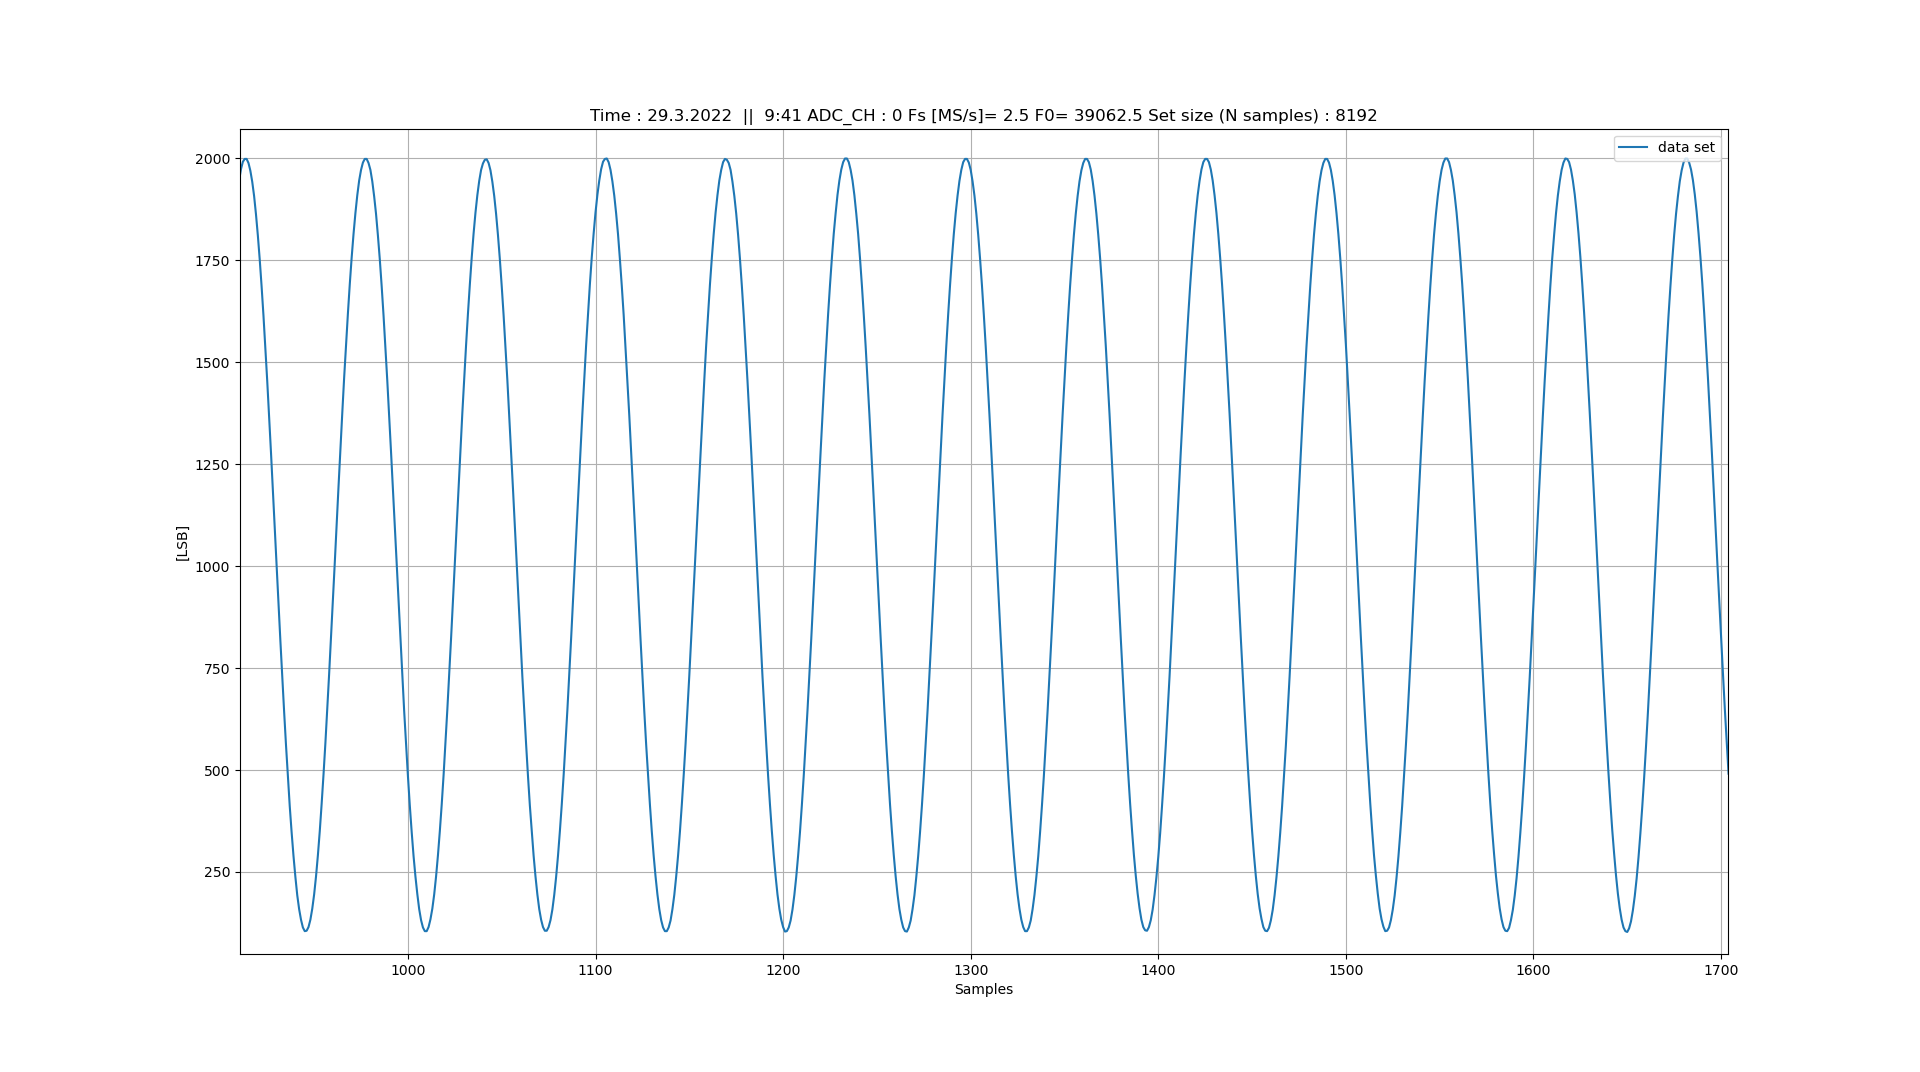 Time : 29.3.2022  ||  9:41 ADC_CH : 0 Fs [MS/s]= 2.5 F0= 39062.5 Set size (N samples) : 8192
data set
2000
1750
1500
1250
1000
750
500
250
[LSB]
1000 1100 1200 1300 1400 1500 1600 1700
Samples